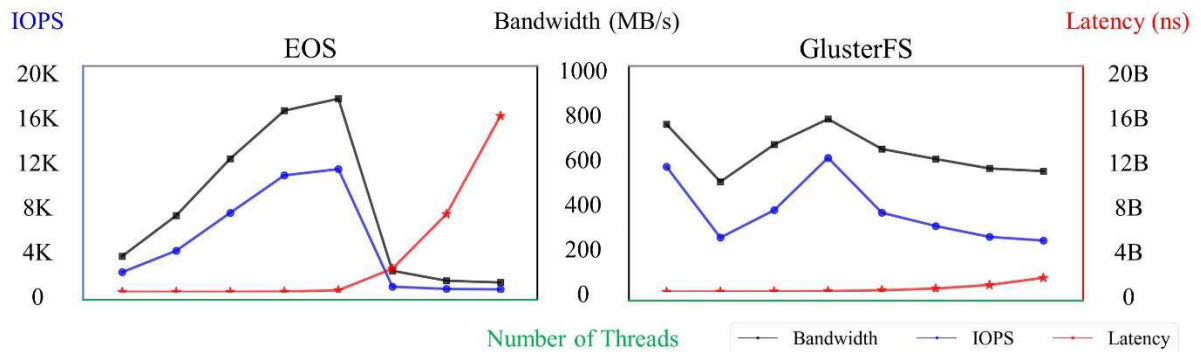 IOPS Bandwidth (MB/s) Latency (ns)
EOS GlusterFS
20K 1000 20B
16K 800 16B
12K 600 12B
8K 400 8B
4K 200 4B
0 0 0
Number of Threads Bandwidth IOPS Latency